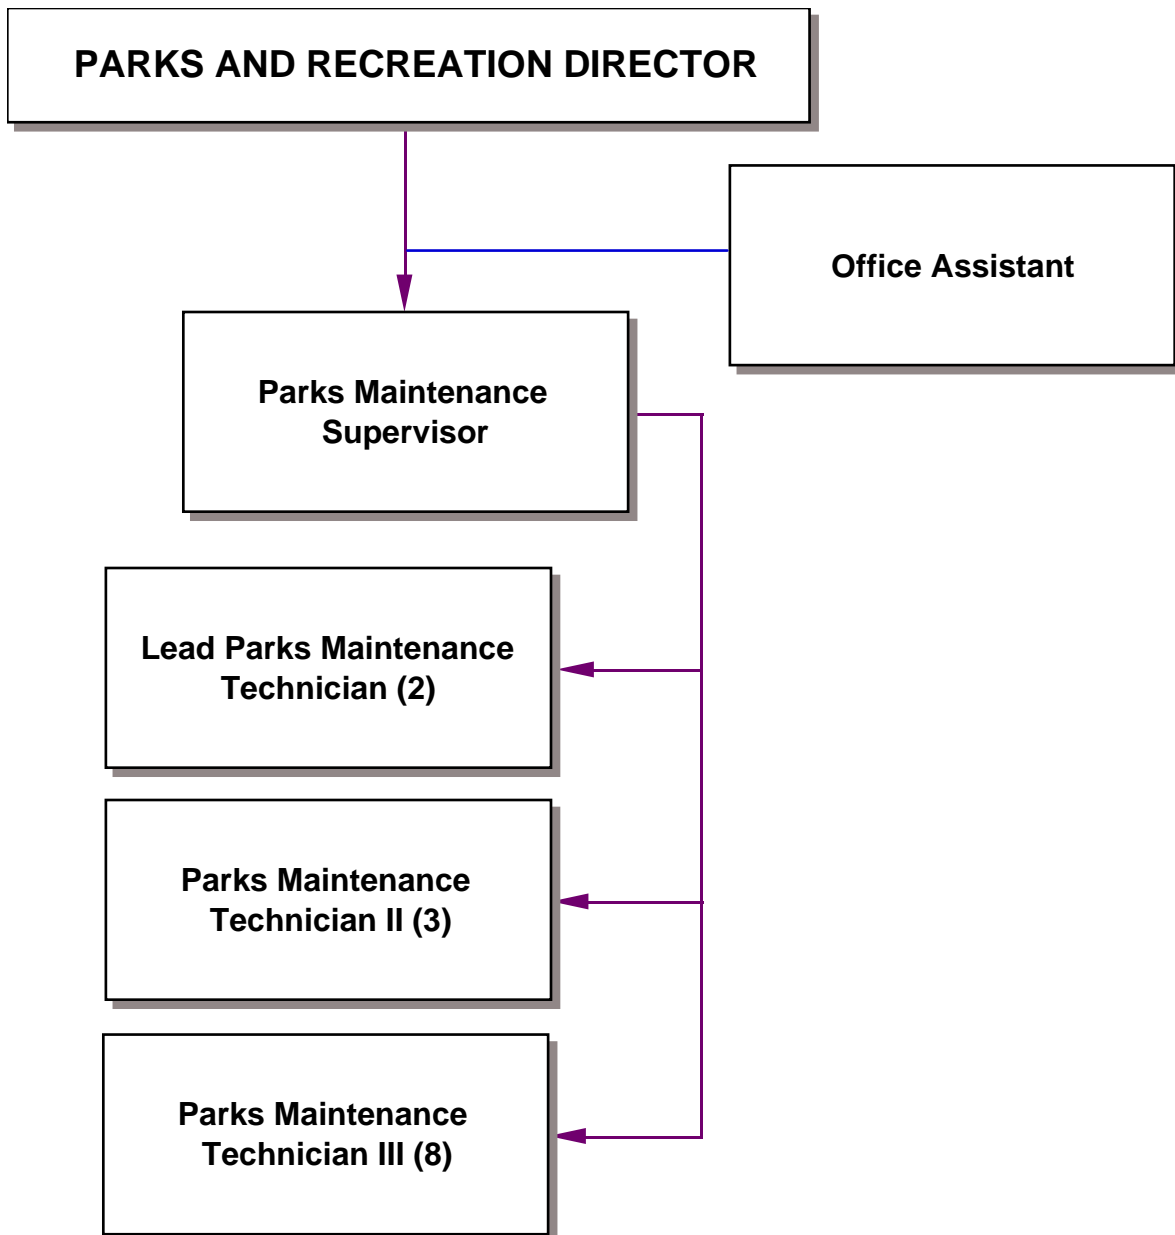 PARKS AND RECREATION DIRECTOR
Office Assistant
Parks Maintenance
Supervisor
Lead Parks Maintenance
Technician (2)
Parks Maintenance
Technician II (3)
Parks Maintenance
Technician III (8)